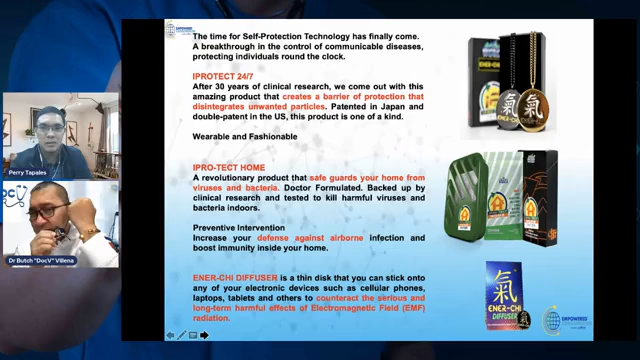 The time for Self-Protection Technology has finally come.
A breakthrough in the control of communicable diseases,
protecting individuals round the clock.
IPROTECT 24/7
After 30 years of clinical research, we come out with this
amazing product that creates a barrier of protection that
disintegrates unwanted particles. Patented in Japan and
double-patent in the US, this product is one of a kind.
Wearable and Fashionable
IPRO-TECT HOME
A revolutionary product that safe guards your home from
viruses and bacteria. Doctor Formulated. Backed up by
clinical research and tested to kill harmful viruses and
bacteria indoors.
Preventive Intervention
Increase your defense against airborne infection and
boost immunity inside your home.
ENER-CHI DIFFUSER is a thin disk that you can stick onto
any of your electronic devices such as cellular phones,
laptops, tablets and others to counteract the serious and
long-term harmful effects of Electromagnetic Field (EMF)
radiation.
Perry Tapales
DocV
Dr Butch "DocV" Villena
氣
氣
ENER-CHI
氣
ENER-CHI
DIFFUSER
EMPOWERED